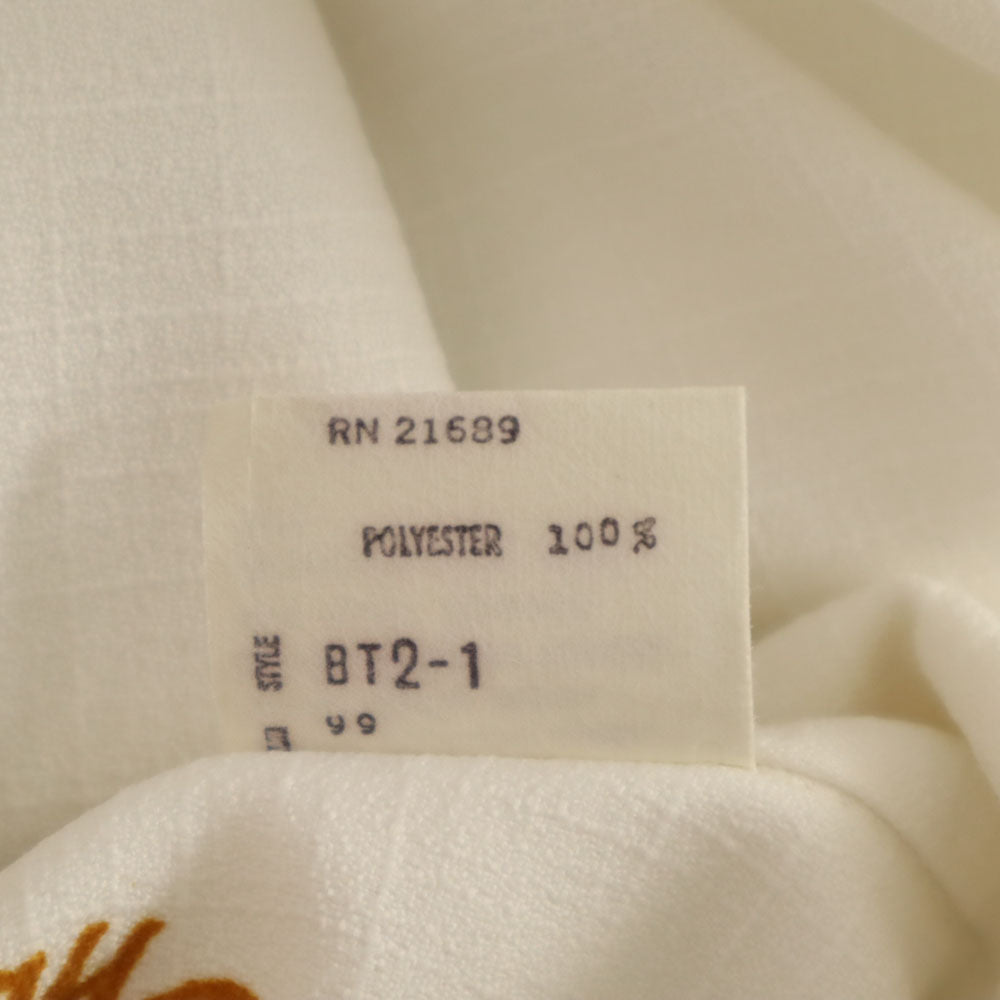 RN 21689
POLYESTER 100%
STYLE BT2-1
99